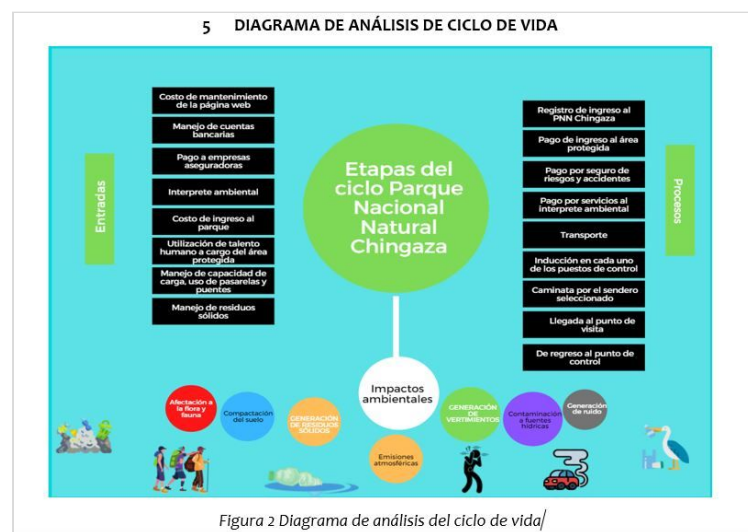 5 DIAGRAMA DE ANÁLISIS DE CICLO DE VIDA
Entradas
Costo de mantenimiento
de la página web
Manejo de cuentas
bancarias
Pago a empresas
aseguradoras
Interprete ambiental
Costo de ingreso al
parque
Utilización de talento
humano a cargo del área
protegida
Manejo de capacidad de
carga, uso de pasarelas y
puentes
Manejo de residuos
sólidos
Etapas del
ciclo Parque
Nacional
Natural
Chingaza
Procesos
Registro de ingreso al
PNN Chingaza
Pago de ingreso al área
protegida
Pago por seguro de
riesgos y accidentes
Pago por servicios al
interprete ambiental
Transporte
Inducción en cada uno
de los puestos de control
Caminata por el sendero
seleccionado
Llegada al punto de
visita
De regreso al punto de
control
Impactos
ambientales
Afectación a
la flora y
fauna
Compactación
del suelo
GENERACIÓN
DE RESIDUOS
SÓLIDOS
Emisiones
atmosféricas
GENERACIÓN
DE
VERTIMIENTOS
Contaminación
a fuentes
hídricas
Generación
de ruido
Figura 2 Diagrama de análisis del ciclo de vida